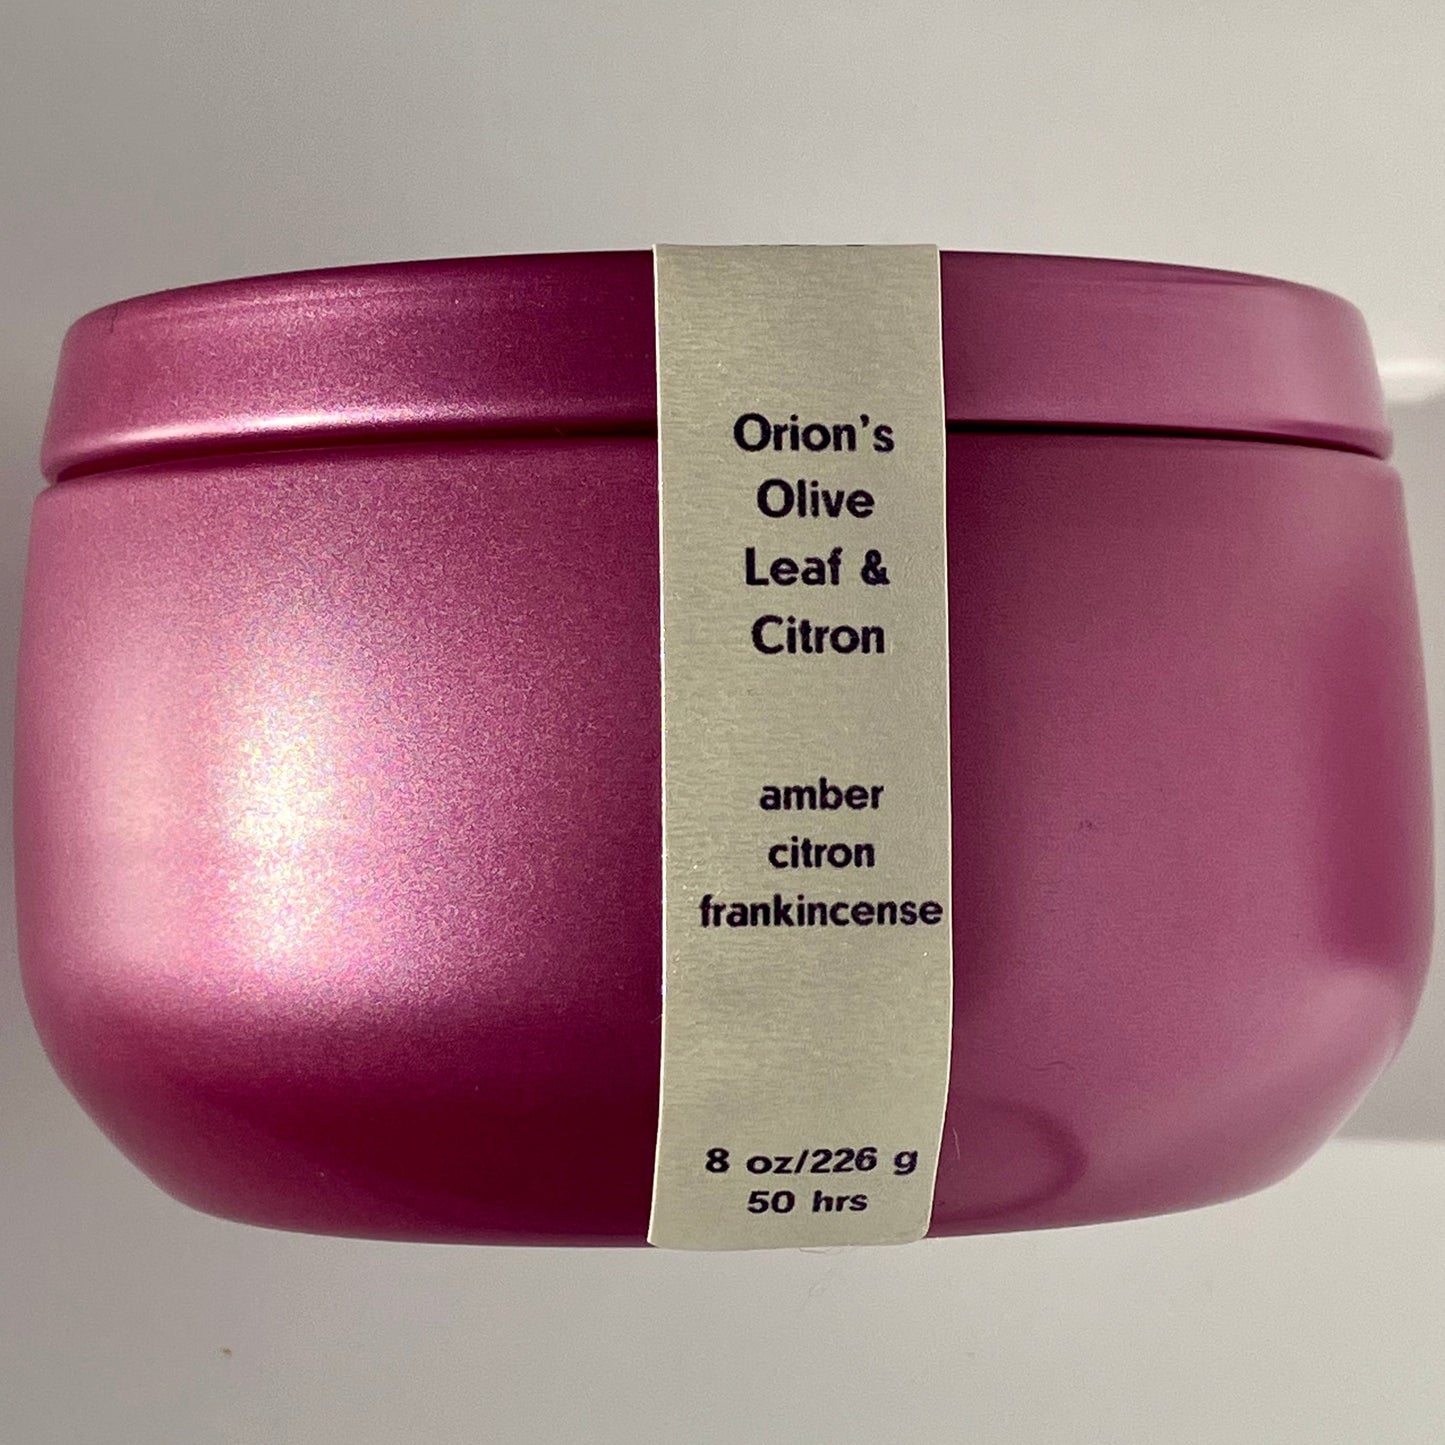 Orion's
Olive
Leaf &
Citron
amber
citron
frankincense
8 oz/226 g
50 hrs